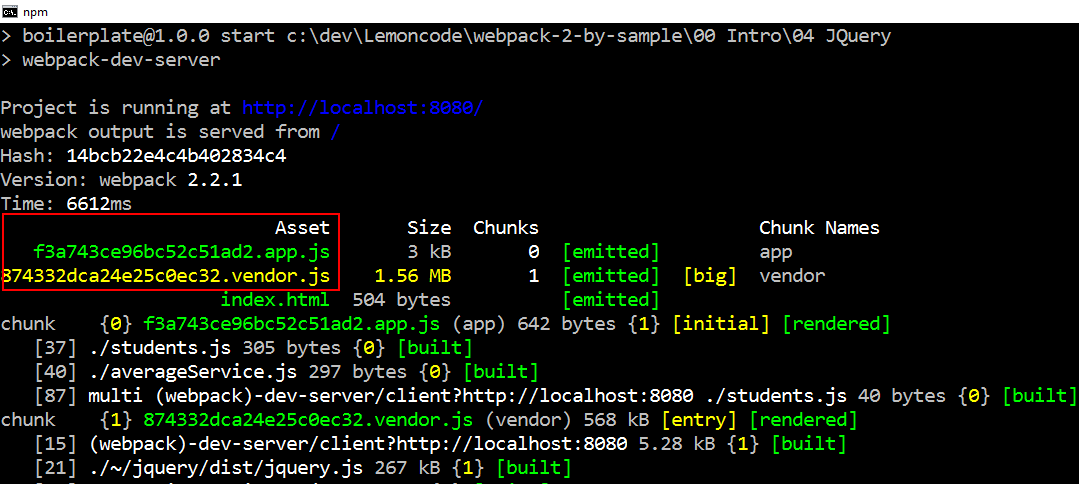 npm
> boilerplate@1.0.0 start c:\dev\Lemoncode\webpack-2-by-sample\00 Intro\04 JQuery
> webpack-dev-server
Project is running at http://localhost:8080/
webpack output is served from /
Hash: 14bcb22e4c4b402834c4
Version: webpack 2.2.1
Time: 6612ms
Asset Size Chunks Chunk Names
f3a743ce96bc52c51ad2.app.js 3 kB 0 [emitted] app
874332dca24e25c0ec32.vendor.js 1.56 MB 1 [emitted] [big] vendor
index.html 504 bytes [emitted]
chunk {0} f3a743ce96bc52c51ad2.app.js (app) 642 bytes {1} [initial] [rendered]
[37] ./students.js 305 bytes {0} [built]
[40] ./averageService.js 297 bytes {0} [built]
[87] multi (webpack)-dev-server/client?http://localhost:8080 ./students.js 40 bytes {0} [built]
chunk {1} 874332dca24e25c0ec32.vendor.js (vendor) 568 kB [entry] [rendered]
[15] (webpack)-dev-server/client?http://localhost:8080 5.28 kB {1} [built]
[21] ./~/jquery/dist/jquery.js 267 kB {1} [built]